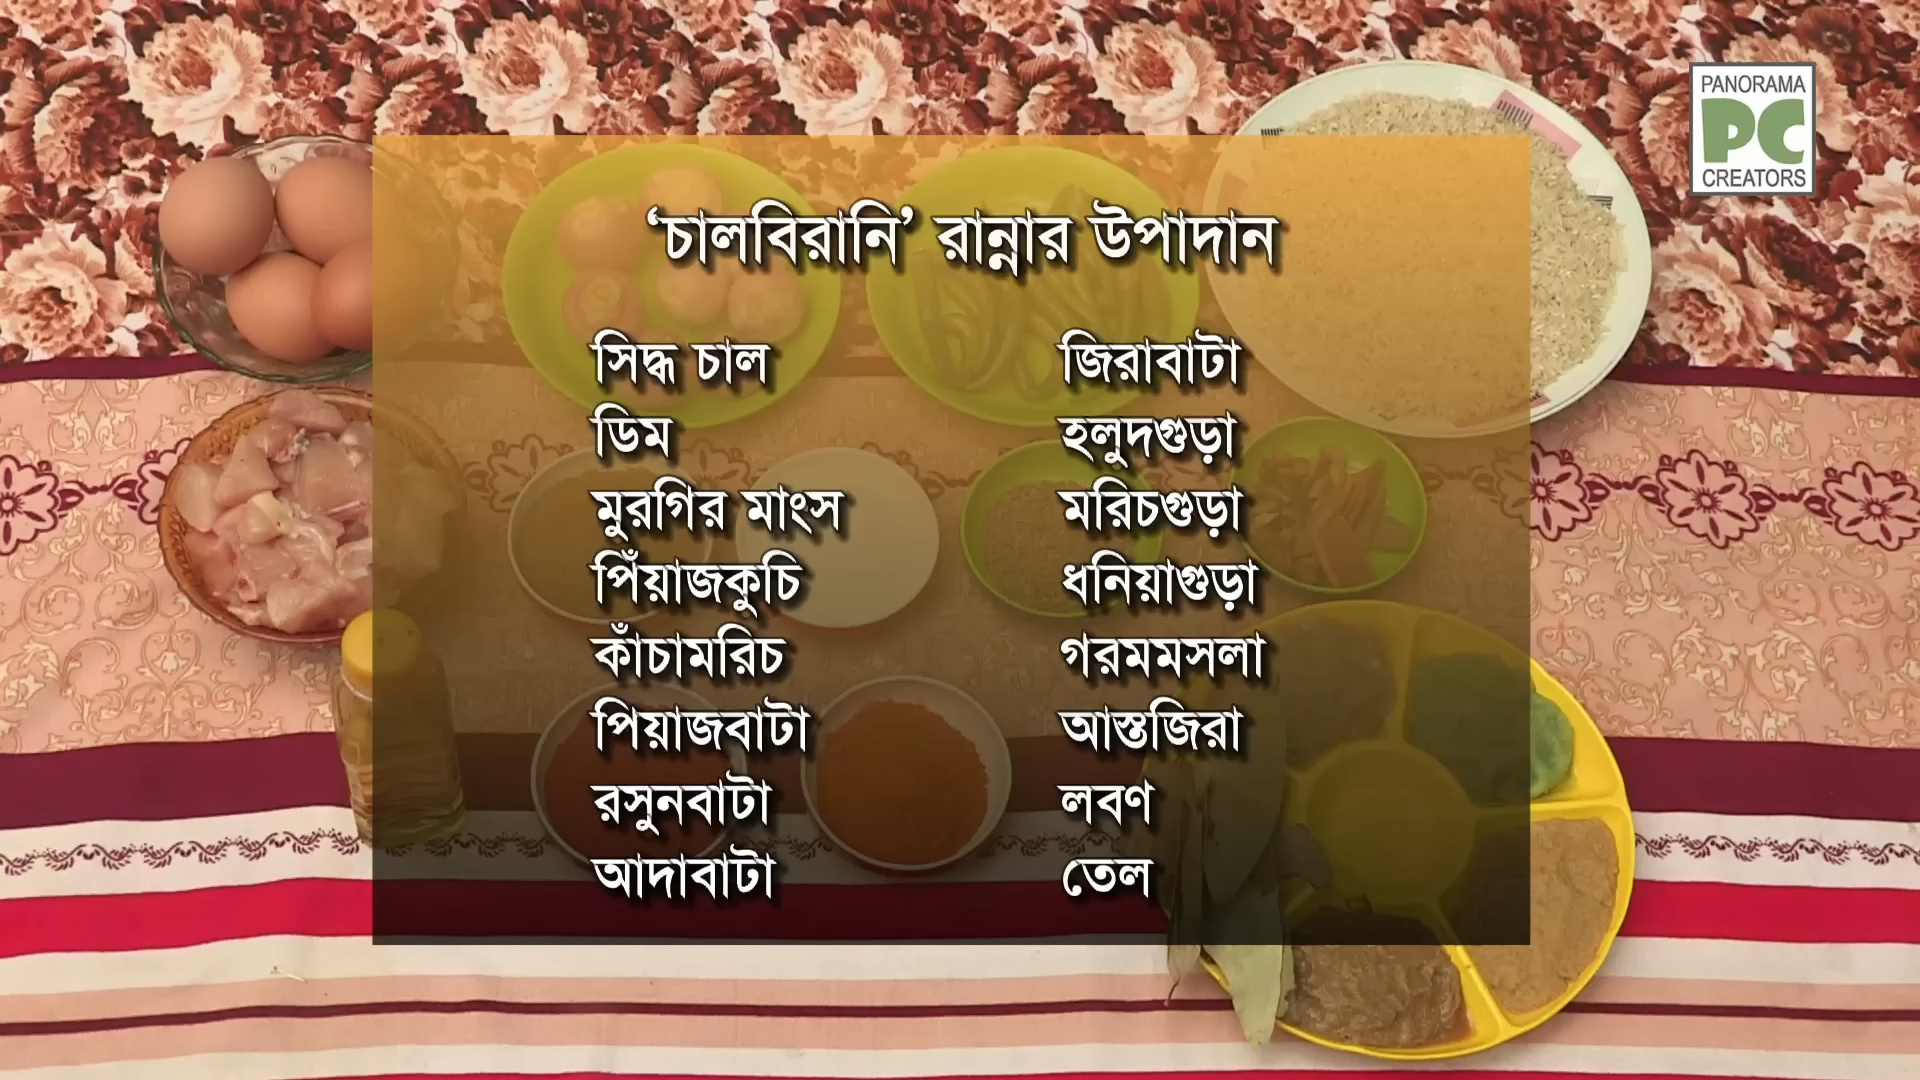 ‘চালবিরানি’ রান্নার উপাদান
সিদ্ধ চাল
ডিম
মুরগির মাংস
পিঁয়াজকুচি
কাঁচামরিচ
পিয়াজবাটা
রসুনবাটা
আদাবাটা
জিরাবাটা
হলুদগুড়া
মরিচগুড়া
ধনিয়াগুড়া
গরমমসলা
আস্তজিরা
লবণ
তেল
PANORAMA
PC
CREATORS